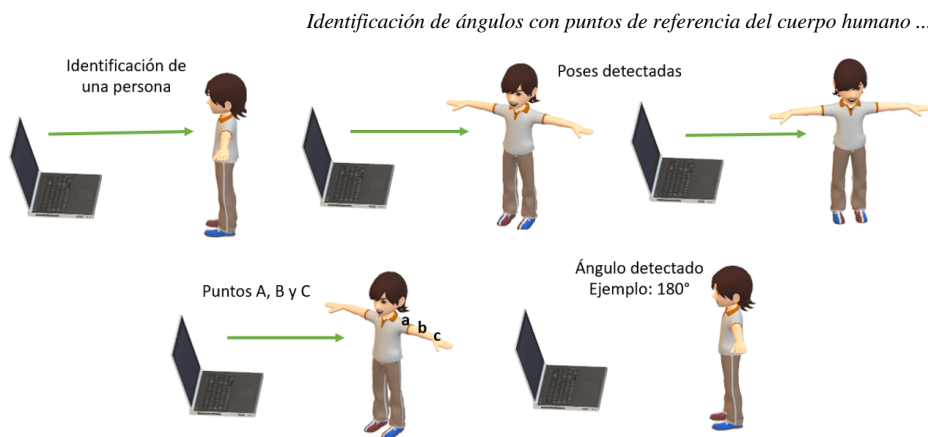 Identificación de ángulos con puntos de referencia del cuerpo humano ...
Identificación de
una persona
Poses detectadas
Puntos A, B y C
a
b
c
Ángulo detectado
Ejemplo: 180°